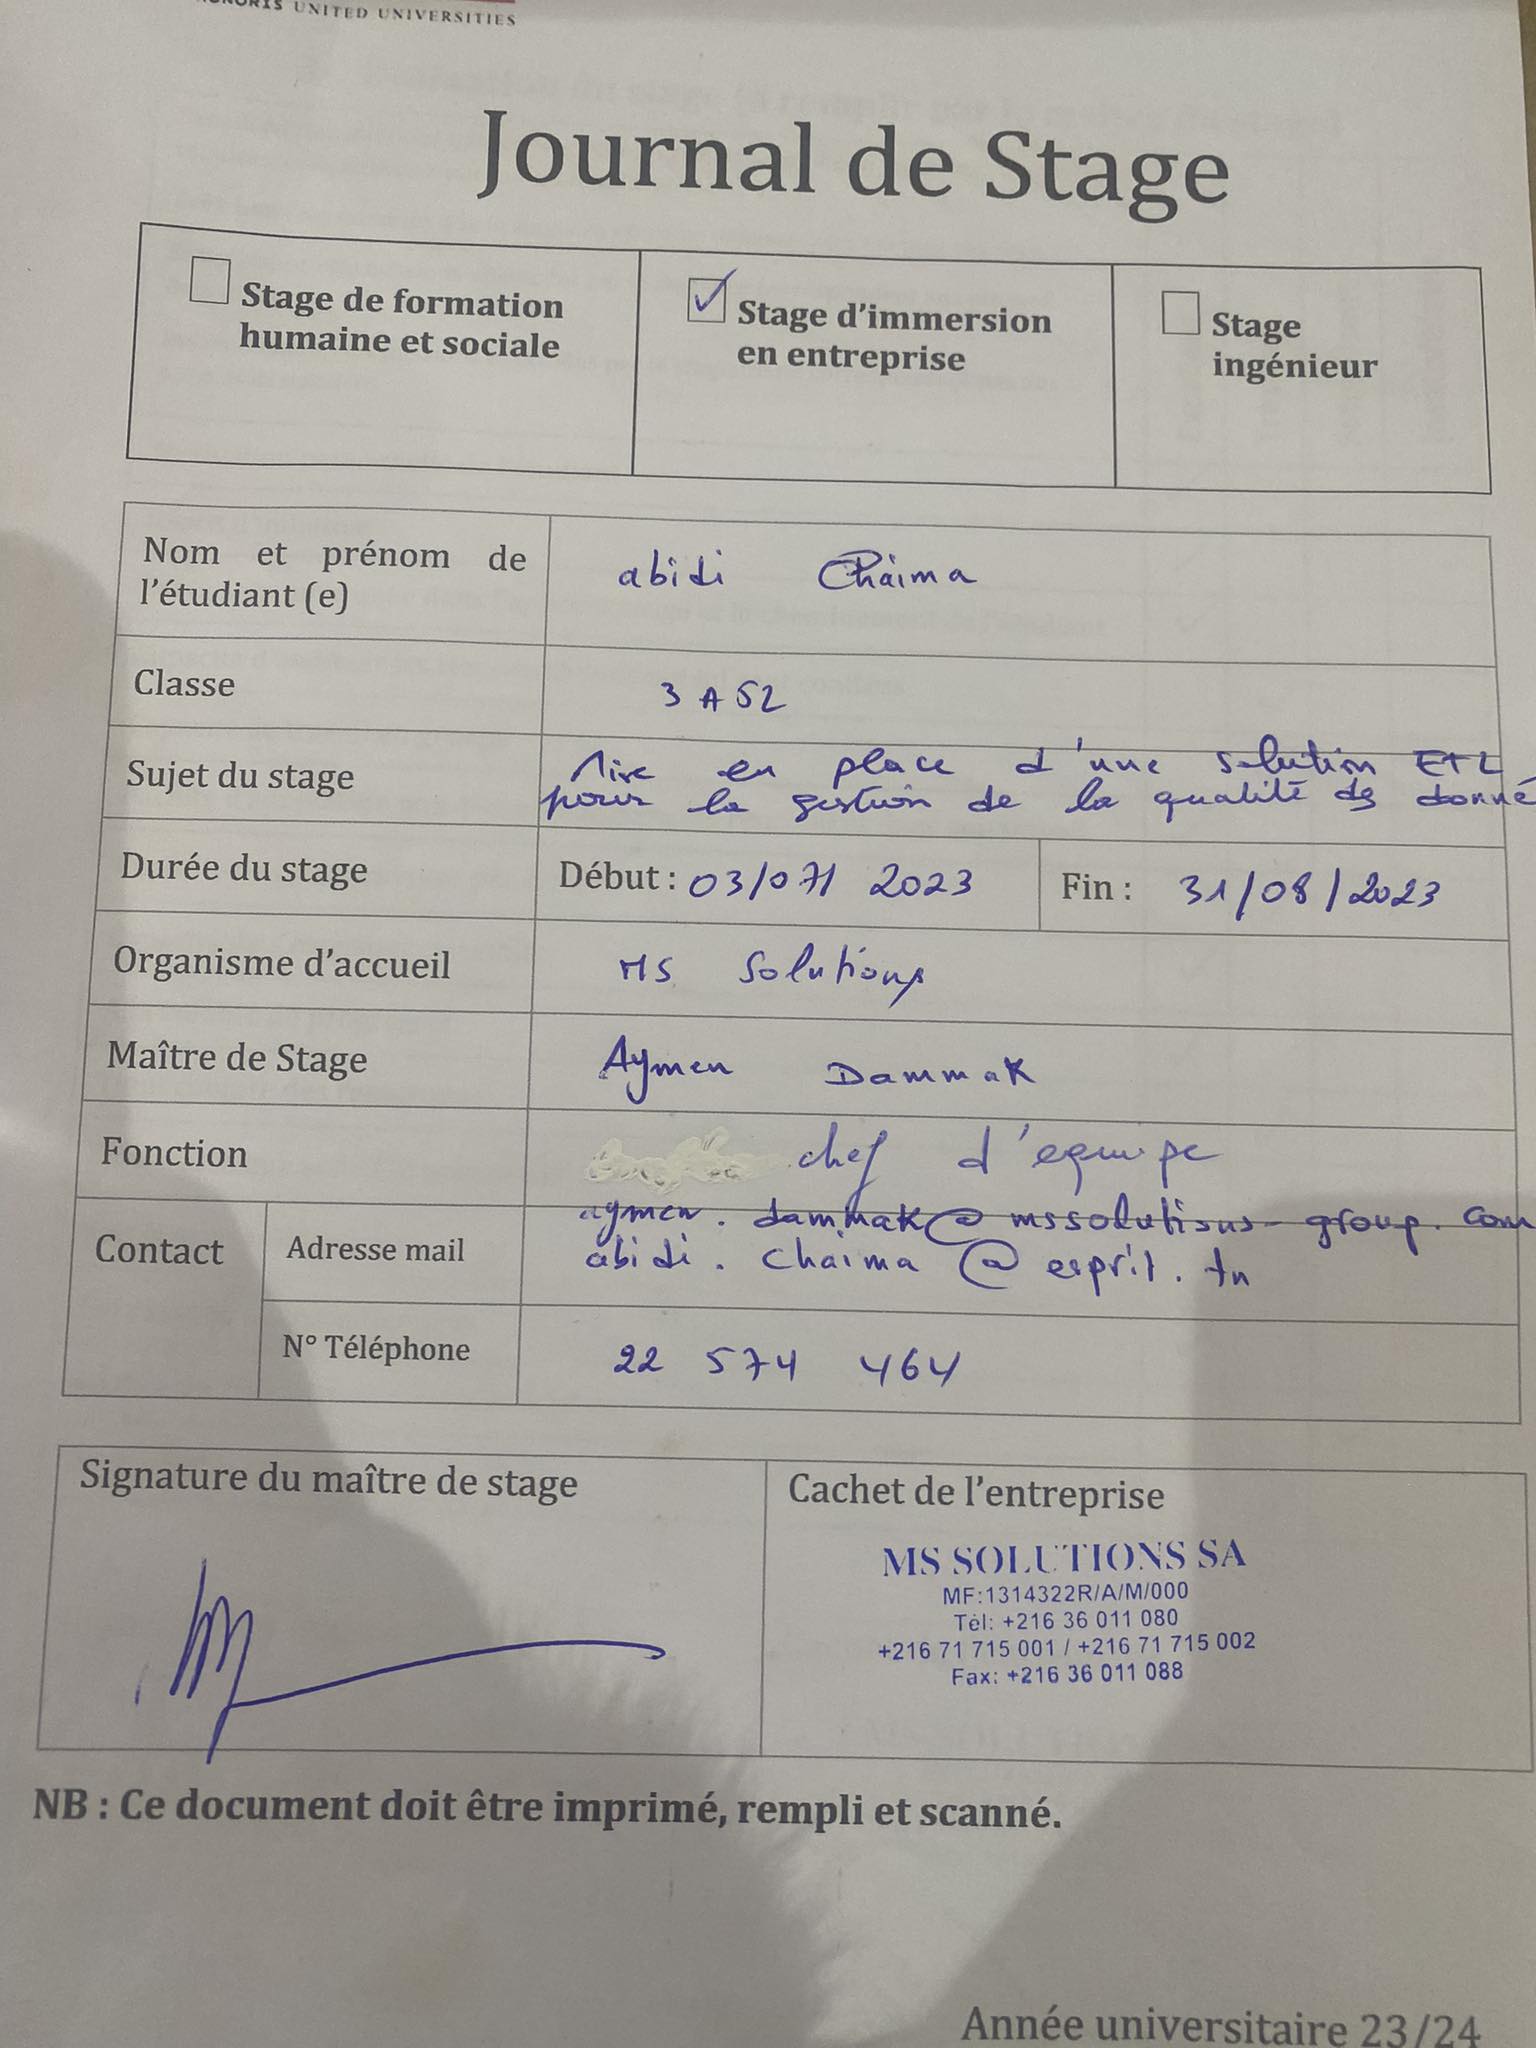 HONORIS UNITED UNIVERSITIES
Journal de Stage
Stage de formation
humaine et sociale
Stage d'immersion
en entreprise
Stage
ingénieur
Nom et prénom de
l'étudiant (e)
abidi Chaima
Classe
3 A 52
Sujet du stage
Mise en place d'une solution ETL
pour la gestion de la qualité des donné
Durée du stage
Début : 03/07/ 2023
Fin : 31/08/2023
Organisme d'accueil
MS Solutions
Maître de Stage
Aymen Dammak
Fonction
chef d'equipe
Contact
Adresse mail
aymen.dammak@mssolutions-group.com
abidi.chaima@esprit.tn
N° Téléphone
22 574 464
Signature du maître de stage
Cachet de l'entreprise
MS SOLUTIONS SA
MF:1314322R/A/M/000
Tél: +216 36 011 080
+216 71 715 001 / +216 71 715 002
Fax: +216 36 011 088
NB : Ce document doit être imprimé, rempli et scanné.
Année universitaire 23/24